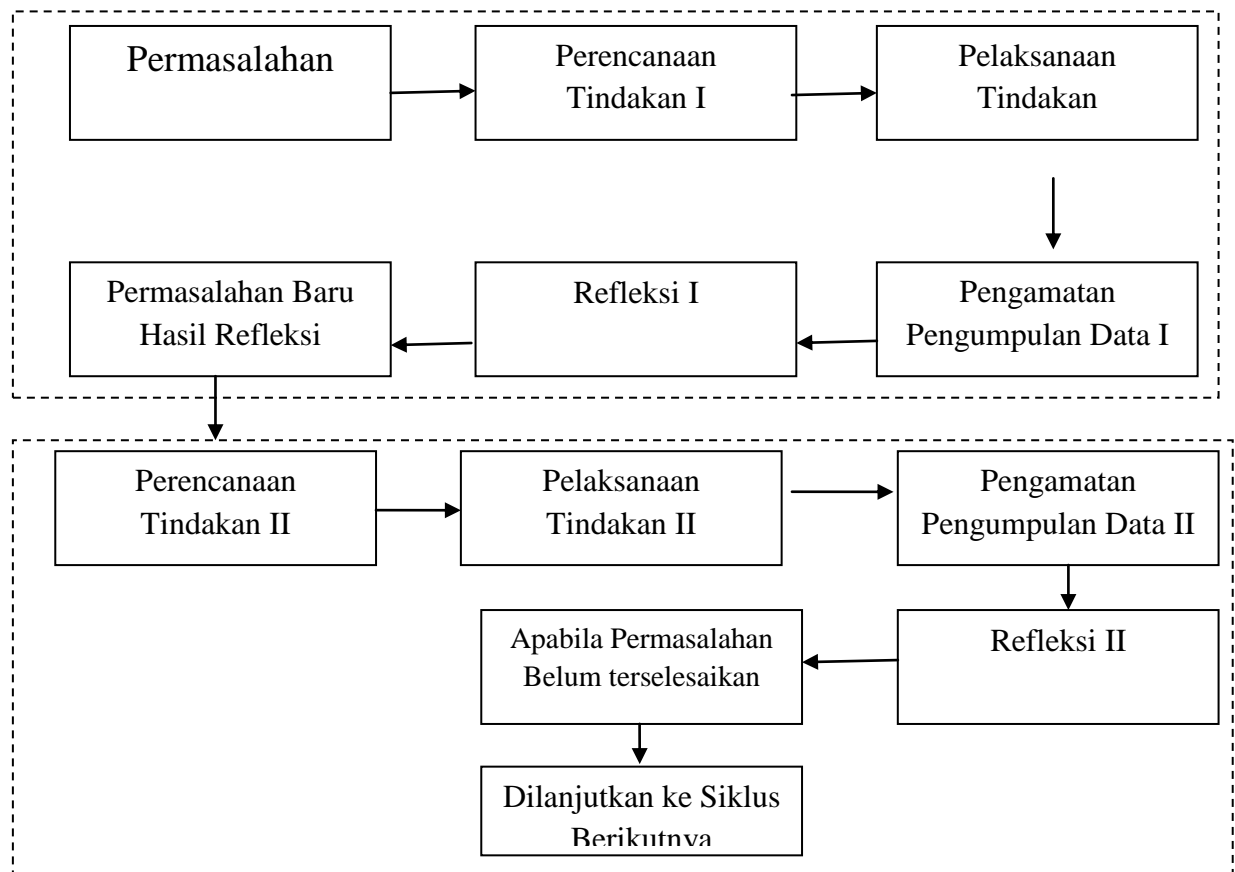 Permasalahan
Perencanaan
Tindakan I
Pelaksanaan
Tindakan
Permasalahan Baru
Hasil Refleksi
Refleksi I
Pengamatan
Pengumpulan Data I
Perencanaan
Tindakan II
Pelaksanaan
Tindakan II
Pengamatan
Pengumpulan Data II
Apabila Permasalahan
Belum terselesaikan
Refleksi II
Dilanjutkan ke Siklus
Berikutnya